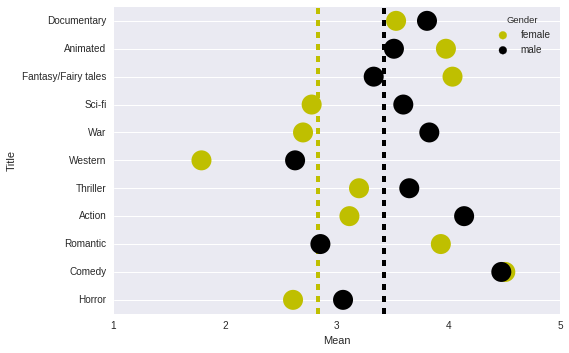 Gender
female
male
Title
Documentary
Animated
Fantasy/Fairy tales
Sci-fi
War
Western
Thriller
Action
Romantic
Comedy
Horror
1 2 3 4 5
Mean